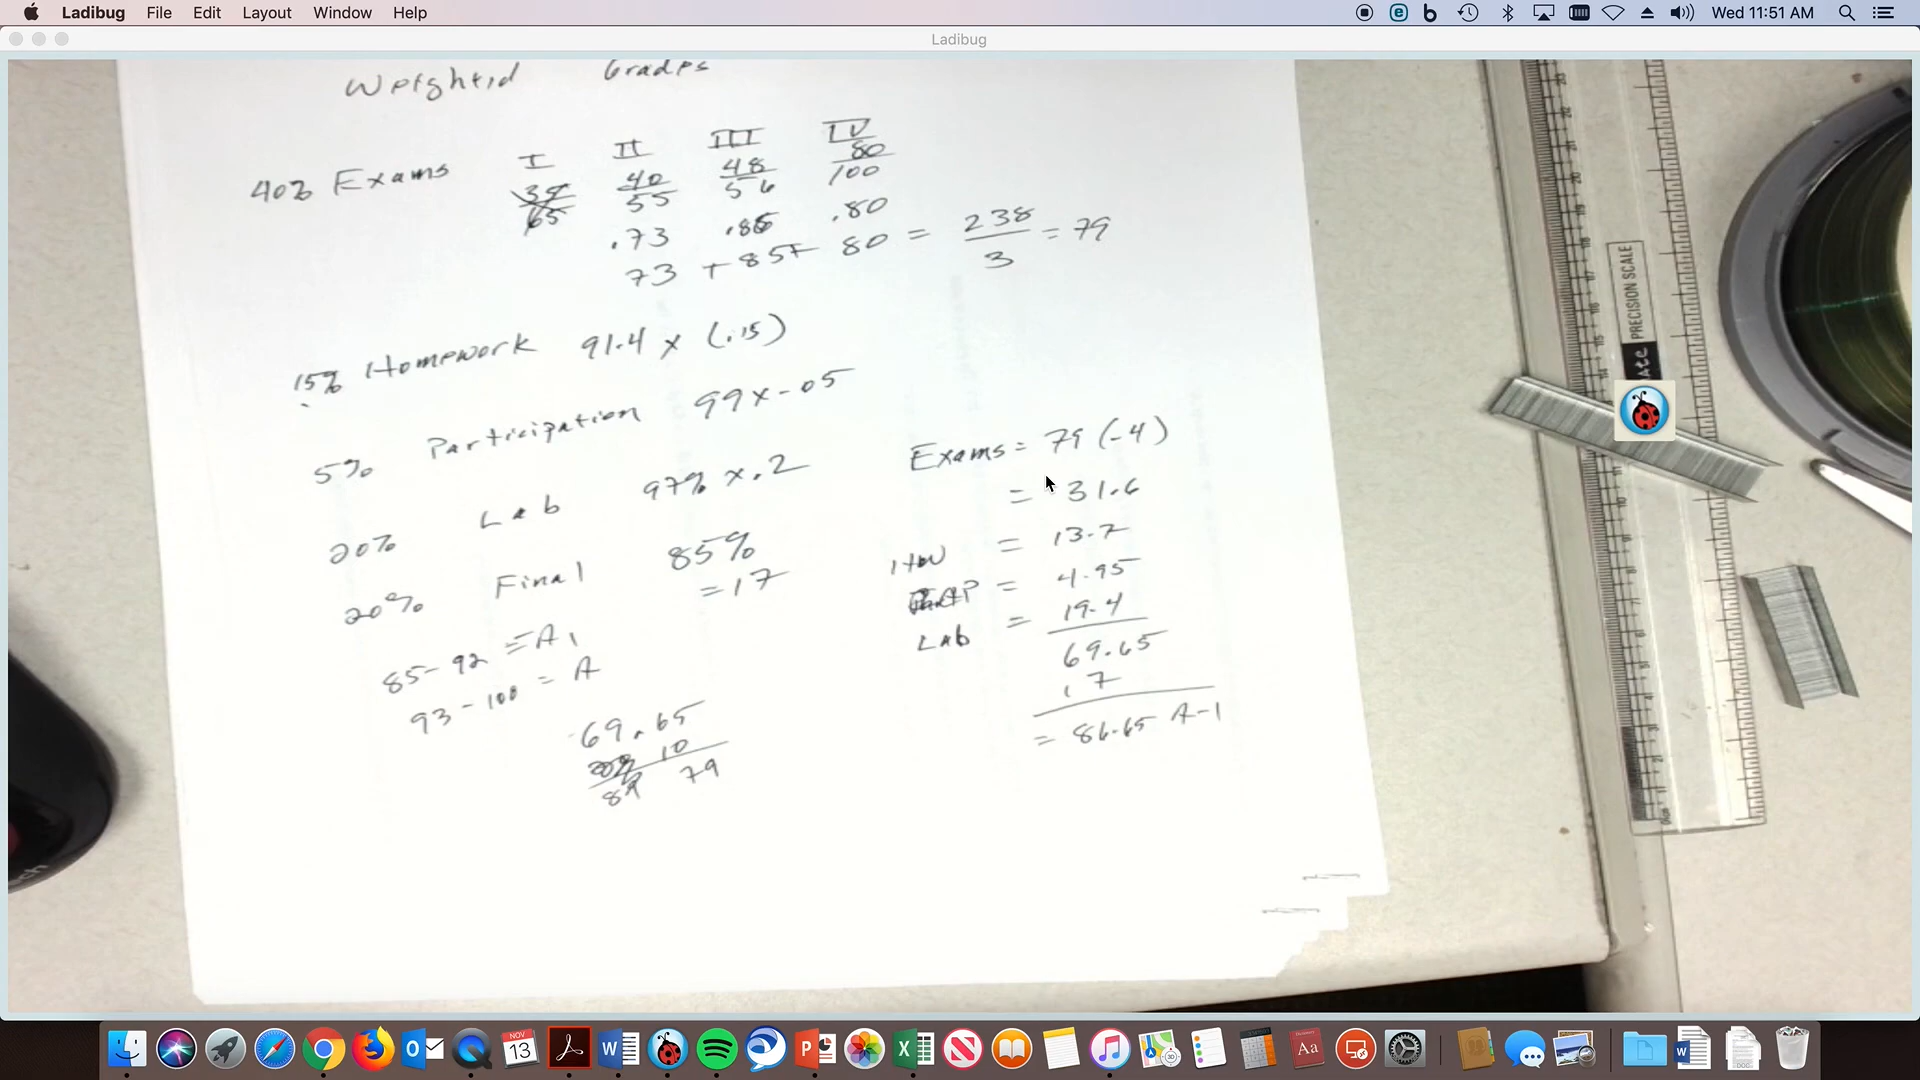 Ladibug File Edit Layout Window Help Wed 11:51 AM
Ladibug
Weighted Grades
I II III IV
40% Exams 40/55 48/56 80/100
.73 .80
73 + 85 + 80 = 238/3 = 79
15% Homework 91.4 x (.15)
5% Participation 99 x .05
20% Lab 97% x .2
20% Final 85%
= 17
85 - 92 = A
93 - 100 = A
69.65
10
79
Exams = 79 (.4)
= 31.6
HW = 13.7
= 4.95
Lab = 19.4
69.65
17
= 86.65 A-1
PRECISION SCALE
NOV
13